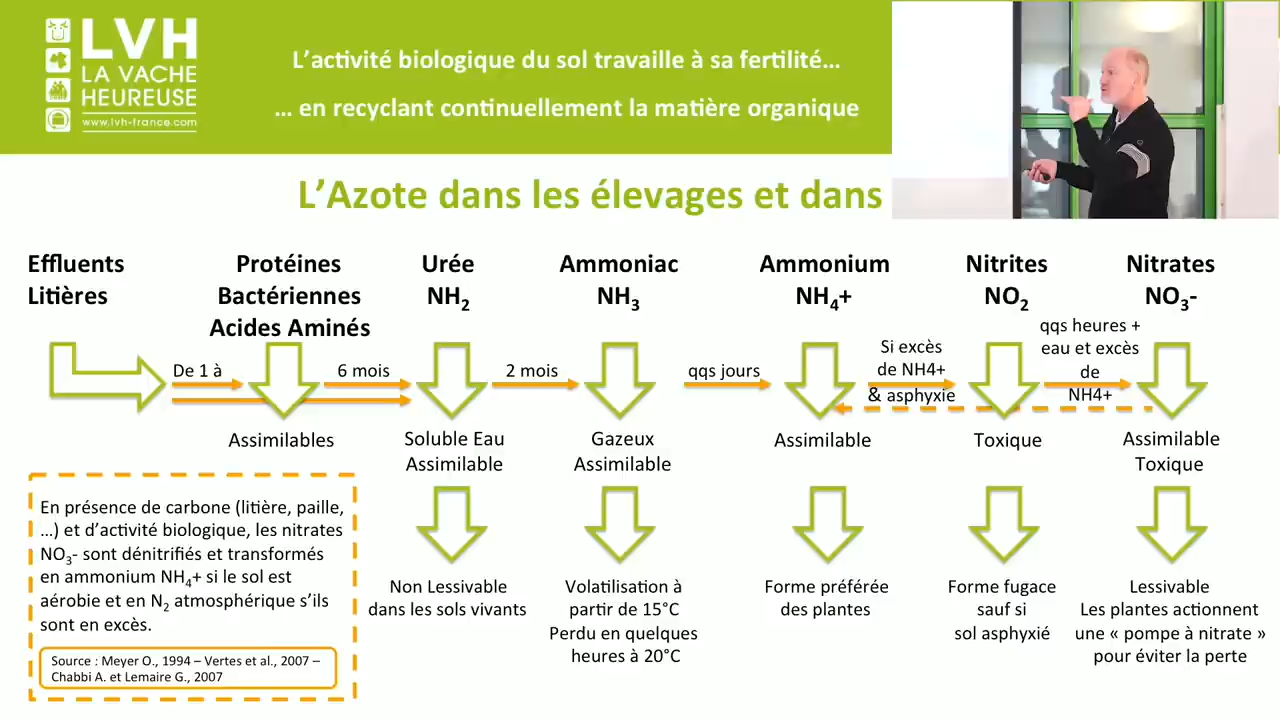 LVH
LA VACHE
HEUREUSE
www.lvh-france.com
L'activité biologique du sol travaille à sa fertilité...
... en recyclant continuellement la matière organique
L'Azote dans les élevages et dans
Effluents
Litières
Protéines
Bactériennes
Acides Aminés
Urée
NH2
Ammoniac
NH3
Ammonium
NH4+
Nitrites
NO2
Nitrates
NO3-
De 1 à
6 mois
2 mois
qqs jours
Si excès
de NH4+
& asphyxie
qqs heures +
eau et excès
de
NH4+
Assimilables
Soluble Eau
Assimilable
Gazeux
Assimilable
Assimilable
Toxique
Assimilable
Toxique
En présence de carbone (litière, paille,
...) et d'activité biologique, les nitrates
NO3- sont dénitrifiés et transformés
en ammonium NH4+ si le sol est
aérobie et en N2 atmosphérique s'ils
sont en excès.
Source : Meyer O., 1994 – Vertes et al., 2007 –
Chabbi A. et Lemaire G., 2007
Non Lessivable
dans les sols vivants
Volatilisation à
partir de 15°C
Perdu en quelques
heures à 20°C
Forme préférée
des plantes
Forme fugace
sauf si
sol asphyxié
Lessivable
Les plantes actionnent
une « pompe à nitrate »
pour éviter la perte